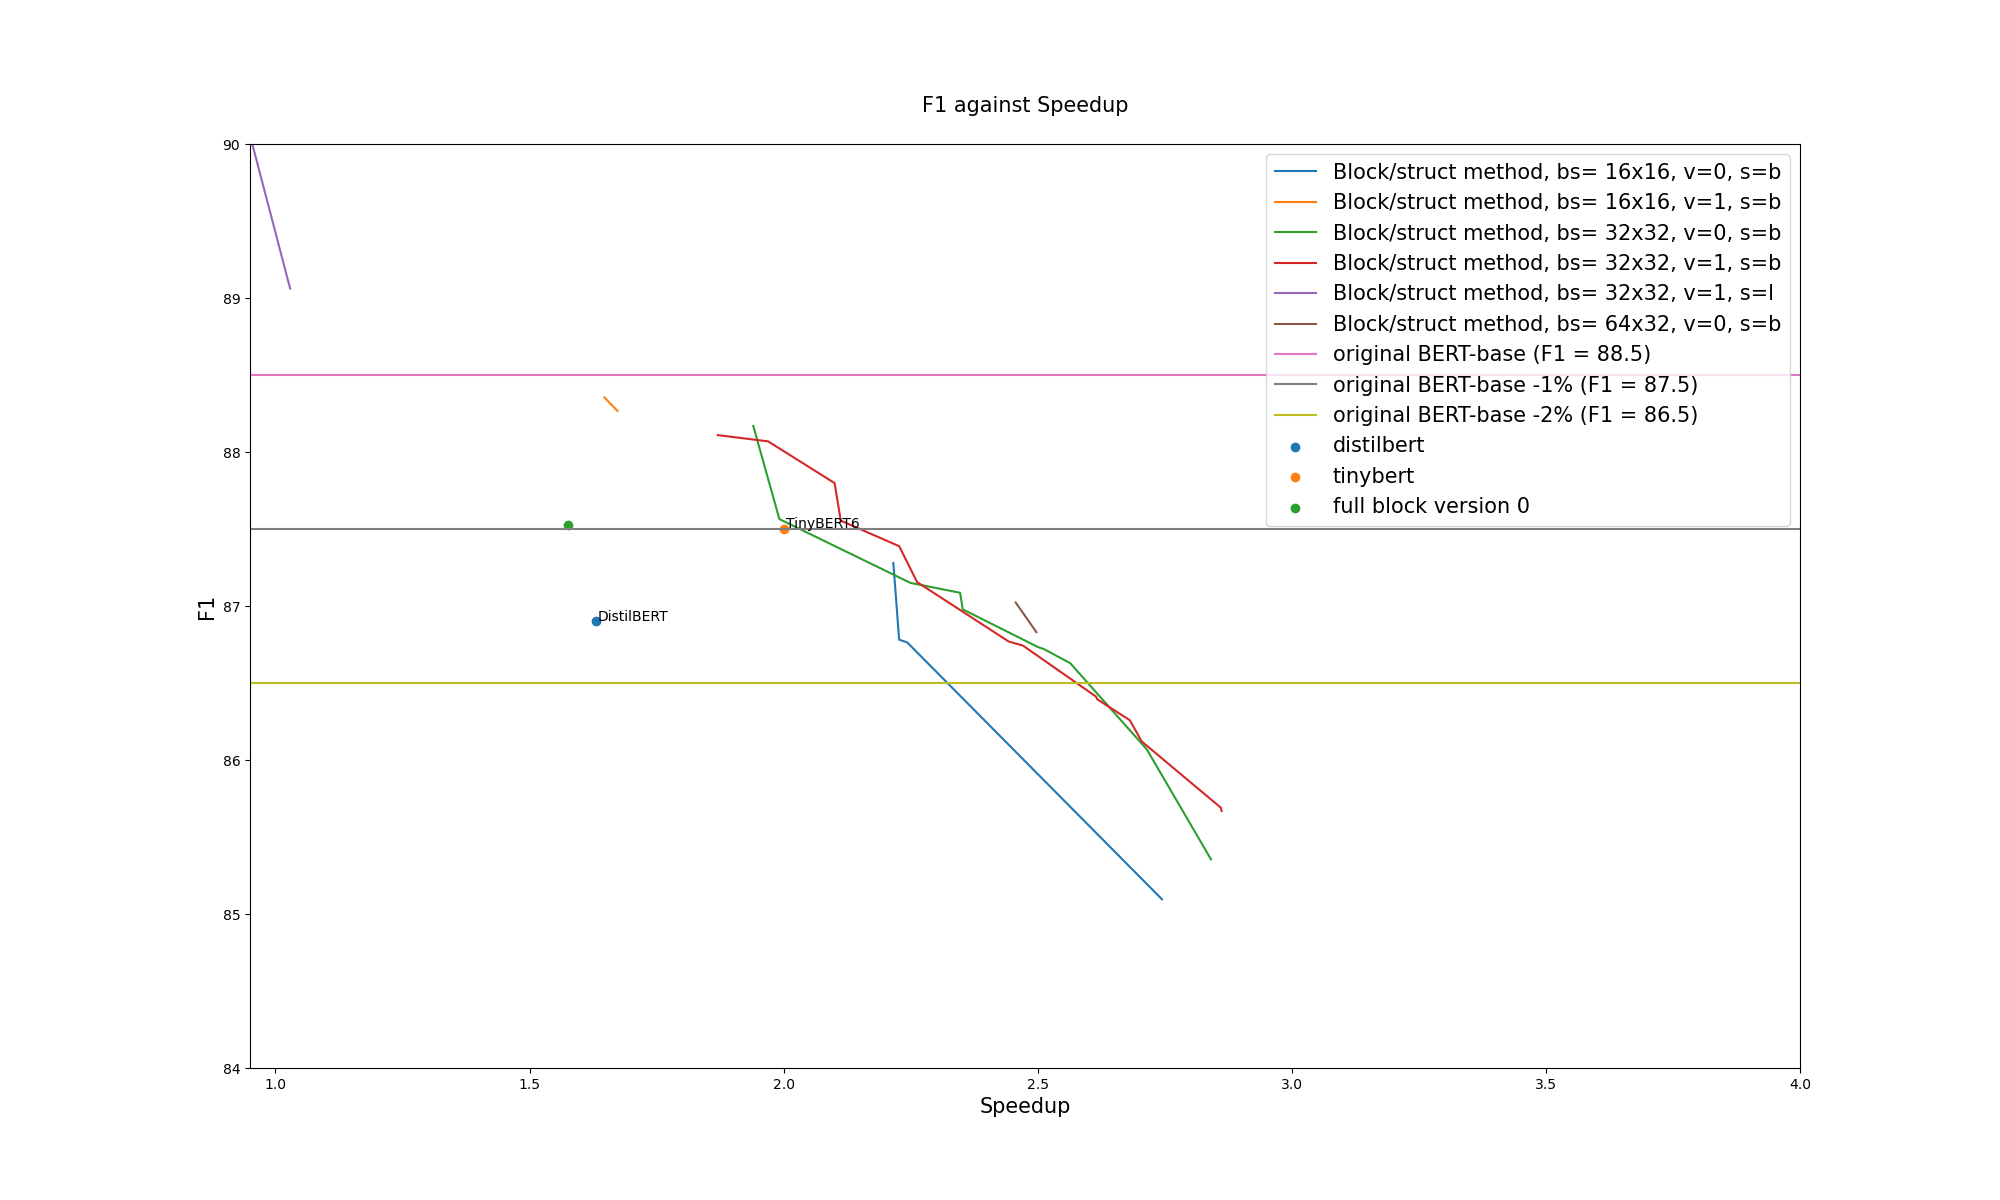 F1 against Speedup
90
89
88
87
86
85
84
F1
Block/struct method, bs= 16x16, v=0, s=b
Block/struct method, bs= 16x16, v=1, s=b
Block/struct method, bs= 32x32, v=0, s=b
Block/struct method, bs= 32x32, v=1, s=b
Block/struct method, bs= 32x32, v=1, s=l
Block/struct method, bs= 64x32, v=0, s=b
original BERT-base (F1 = 88.5)
original BERT-base -1% (F1 = 87.5)
original BERT-base -2% (F1 = 86.5)
distilbert
tinybert
full block version 0
TinyBERT6
DistilBERT
1.0 1.5 2.0 2.5 3.0 3.5 4.0
Speedup